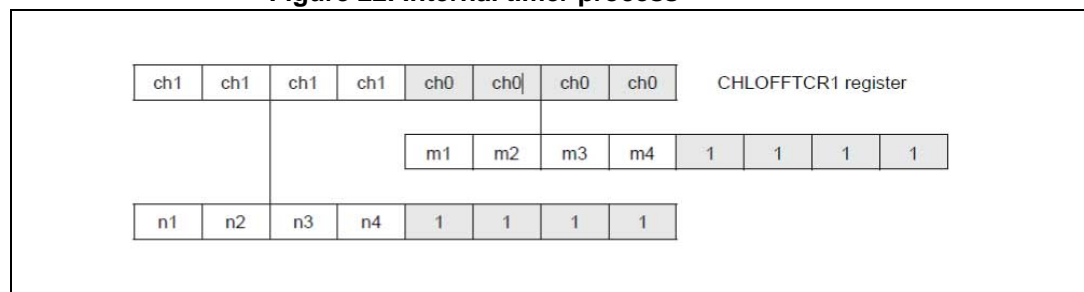 Figure 22. Internal timer process
ch1 ch1 ch1 ch1 ch0 ch0 ch0 ch0 CHLOFFTCR1 register
m1 m2 m3 m4 1 1 1 1
n1 n2 n3 n4 1 1 1 1